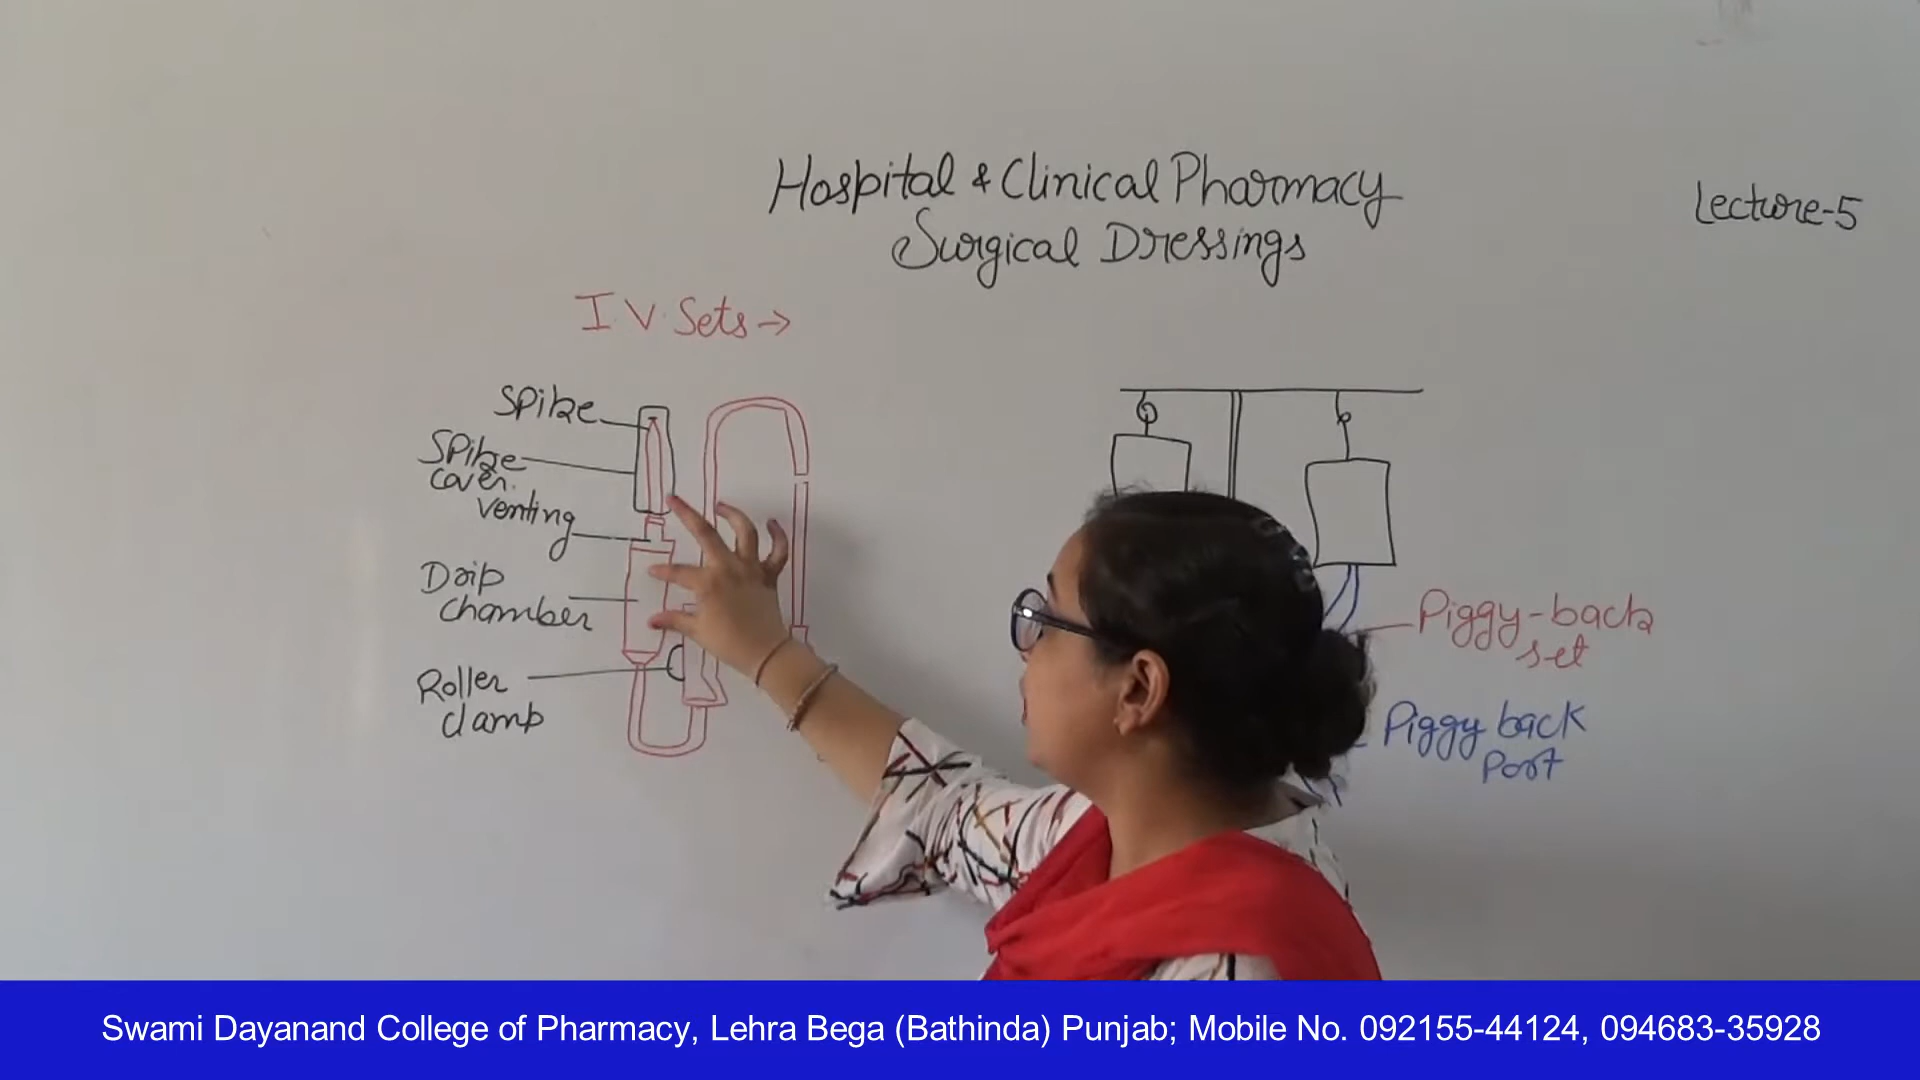 Hospital & Clinical Pharmacy
Surgical Dressings
Lecture-5
I.V. Sets →
Spike
Spike
cover.
venting
Drip
chamber
Roller
clamp
Piggy-back
set
Piggy back
Port
Swami Dayanand College of Pharmacy, Lehra Bega (Bathinda) Punjab; Mobile No. 092155-44124, 094683-35928